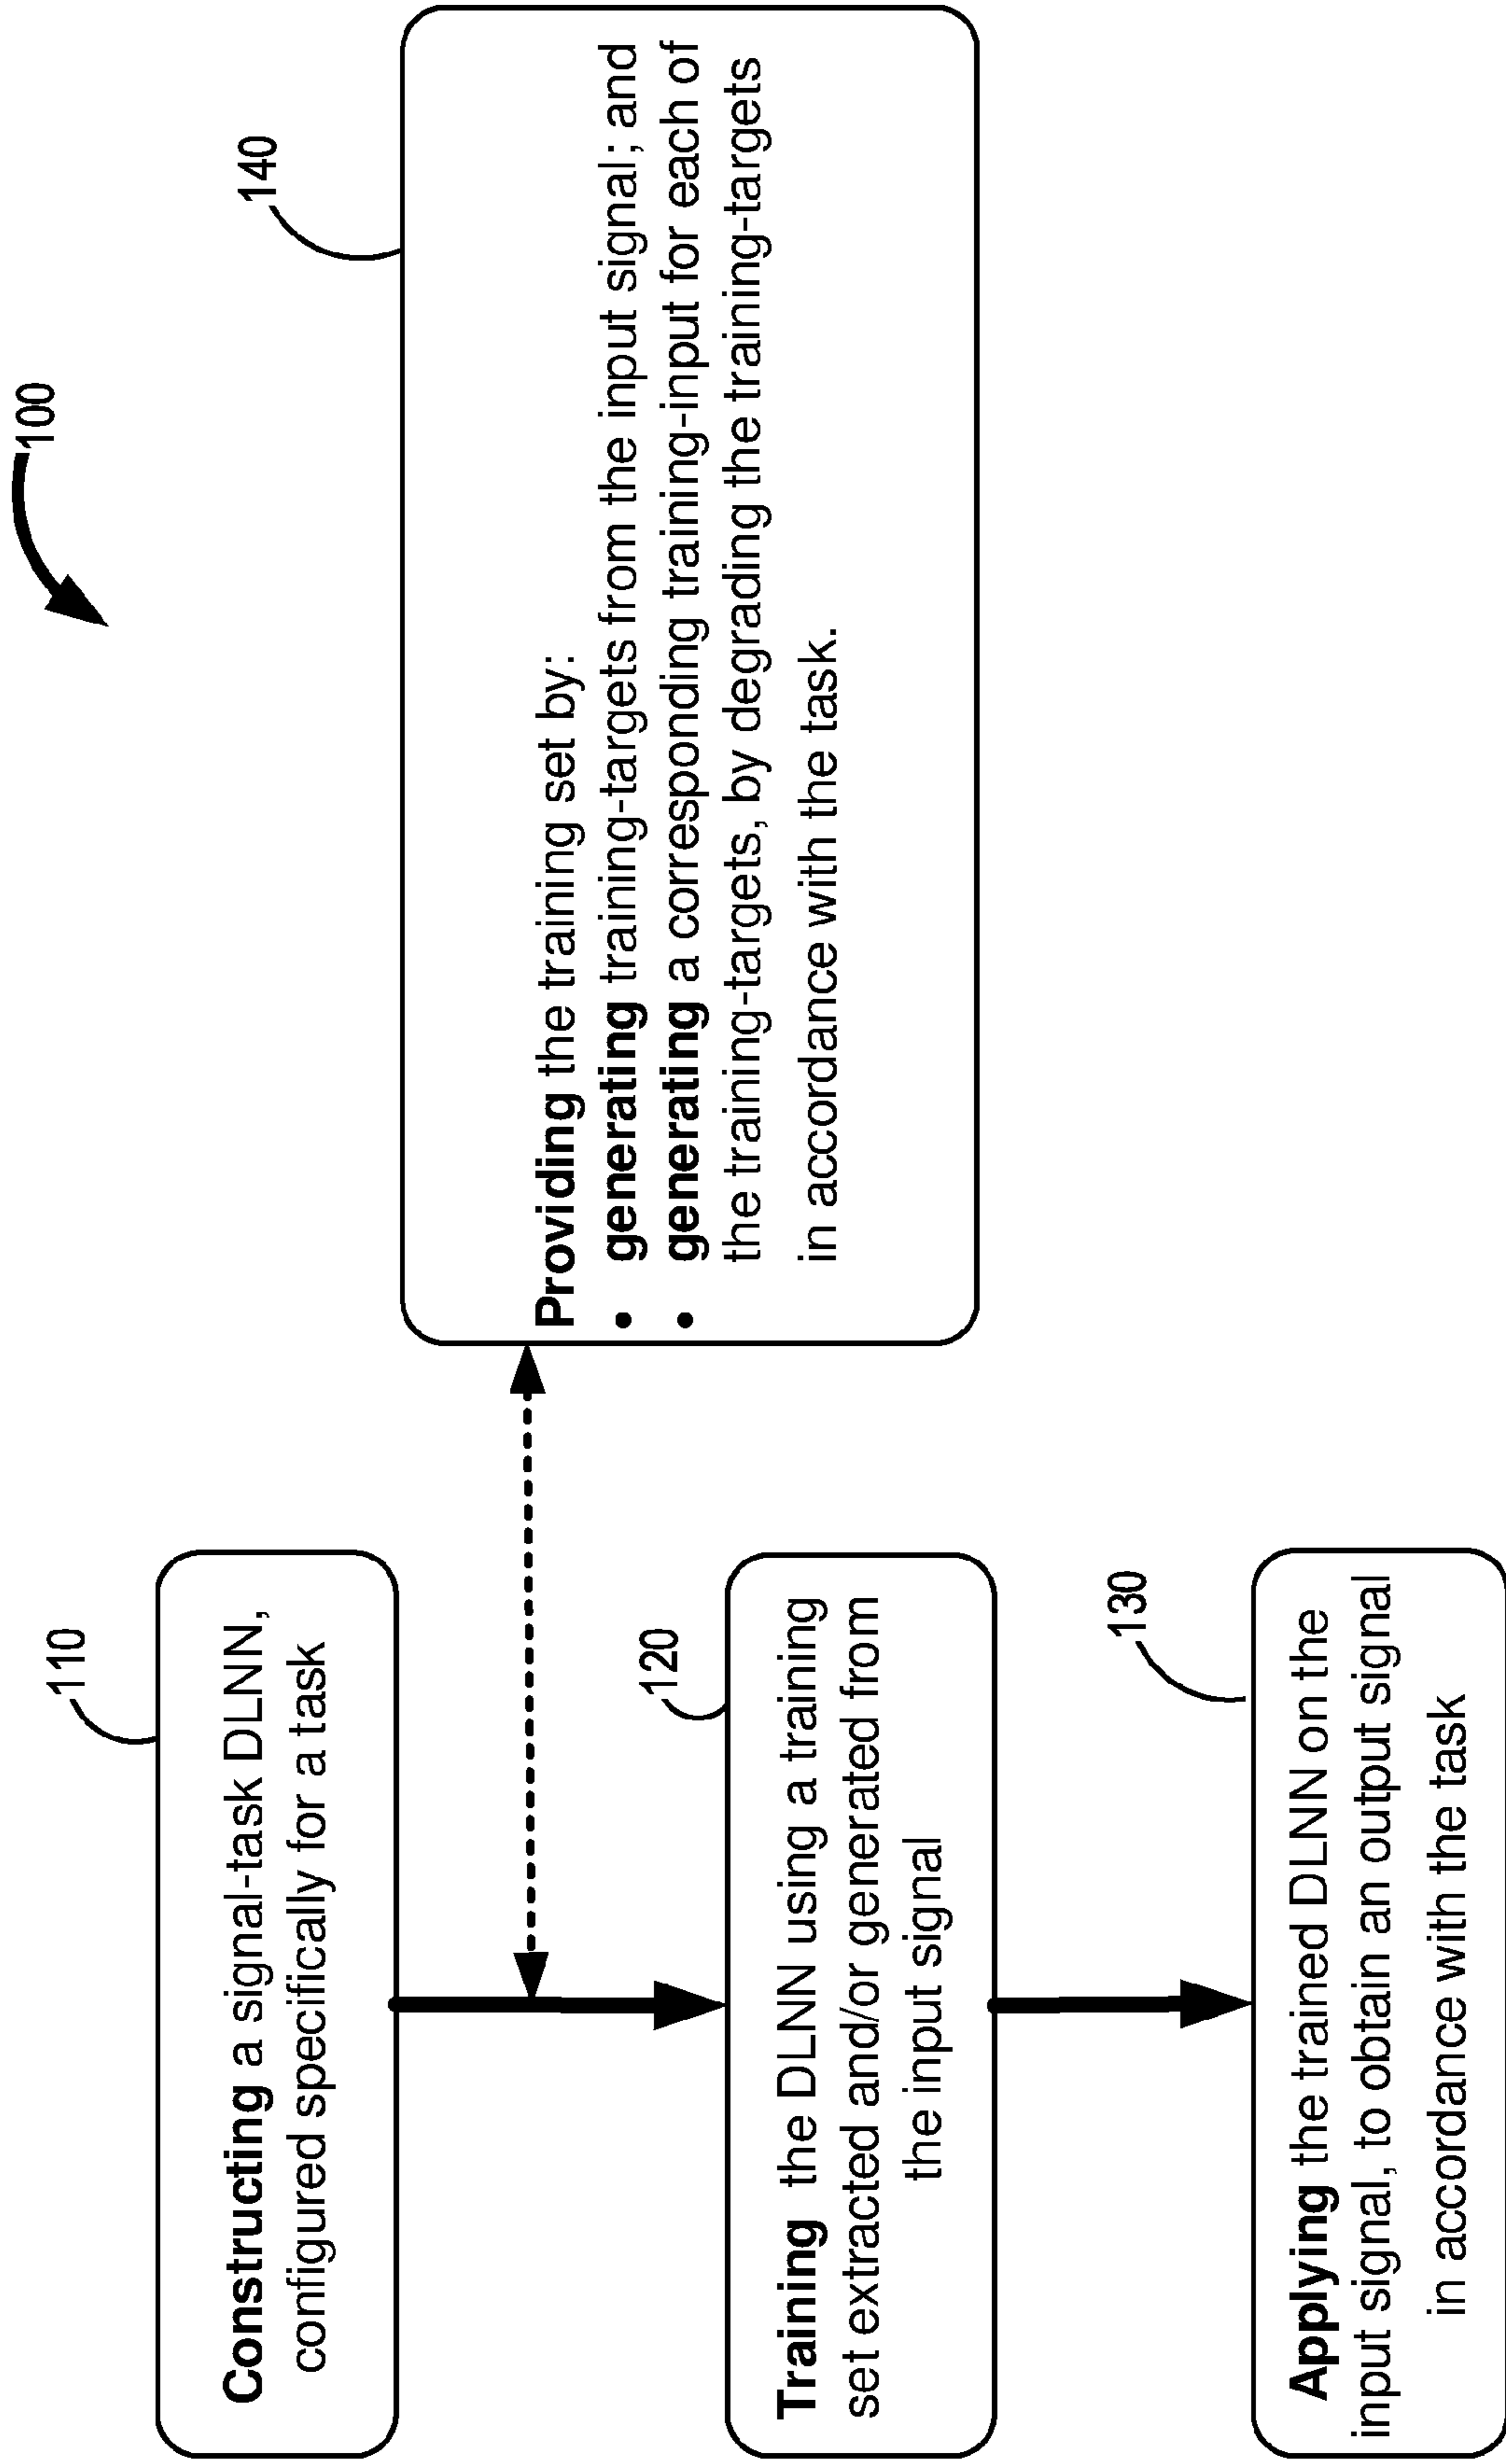 100
110
Constructing a signal-task DLNN,
configured specifically for a task
140
Providing the training set by:
• generating training-targets from the input signal; and
• generating a corresponding training-input for each of
the training-targets, by degrading the training-targets
in accordance with the task.
120
Training the DLNN using a training
set extracted and/or generated from
the input signal
130
Applying the trained DLNN on the
input signal, to obtain an output signal
in accordance with the task